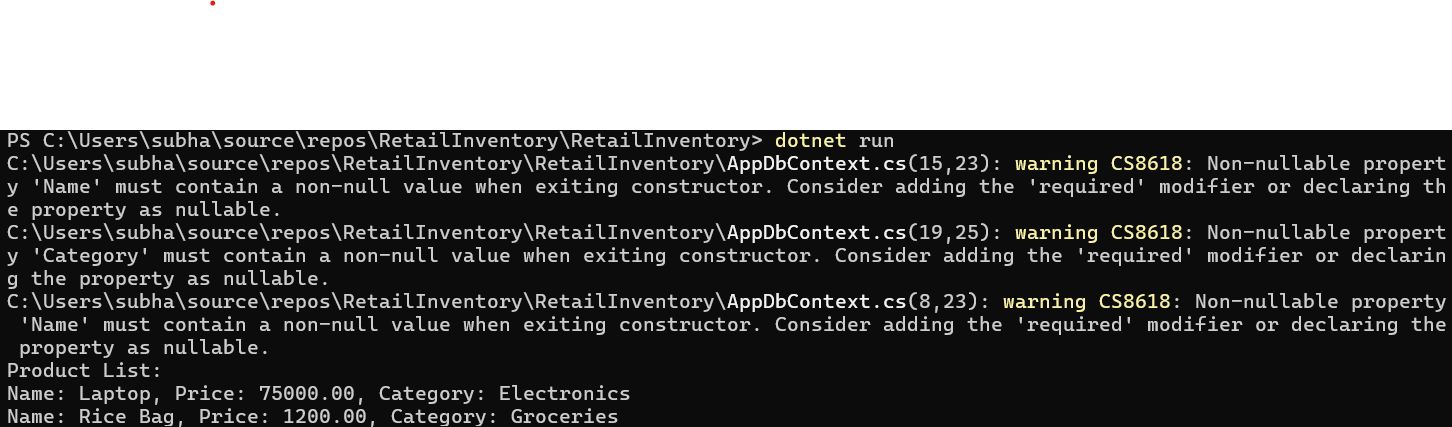 PS C:\Users\subha\source\repos\RetailInventory\RetailInventory> dotnet run
C:\Users\subha\source\repos\RetailInventory\RetailInventory\AppDbContext.cs(15,23): warning CS8618: Non-nullable propert
y 'Name' must contain a non-null value when exiting constructor. Consider adding the 'required' modifier or declaring th
e property as nullable.
C:\Users\subha\source\repos\RetailInventory\RetailInventory\AppDbContext.cs(19,25): warning CS8618: Non-nullable propert
y 'Category' must contain a non-null value when exiting constructor. Consider adding the 'required' modifier or declarin
g the property as nullable.
C:\Users\subha\source\repos\RetailInventory\RetailInventory\AppDbContext.cs(8,23): warning CS8618: Non-nullable property
 'Name' must contain a non-null value when exiting constructor. Consider adding the 'required' modifier or declaring the
 property as nullable.
Product List:
Name: Laptop, Price: 75000.00, Category: Electronics
Name: Rice Bag, Price: 1200.00, Category: Groceries